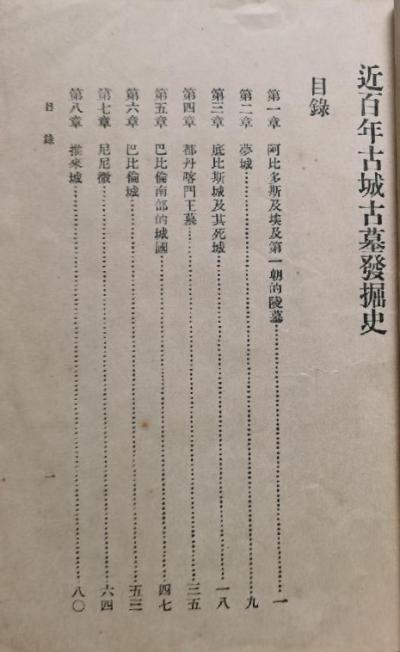 近百年古城古墓發掘史
目錄
第一章 阿比多斯及埃及第一朝的陵墓……一
第二章 夢城……九
第三章 底比斯城及其死城……一八
第四章 都丹喀門王墓……三五
第五章 巴比倫南部的城國……四七
第六章 巴比倫城……五三
第七章 尼尼微……六四
第八章 推來城……八〇
目錄 一